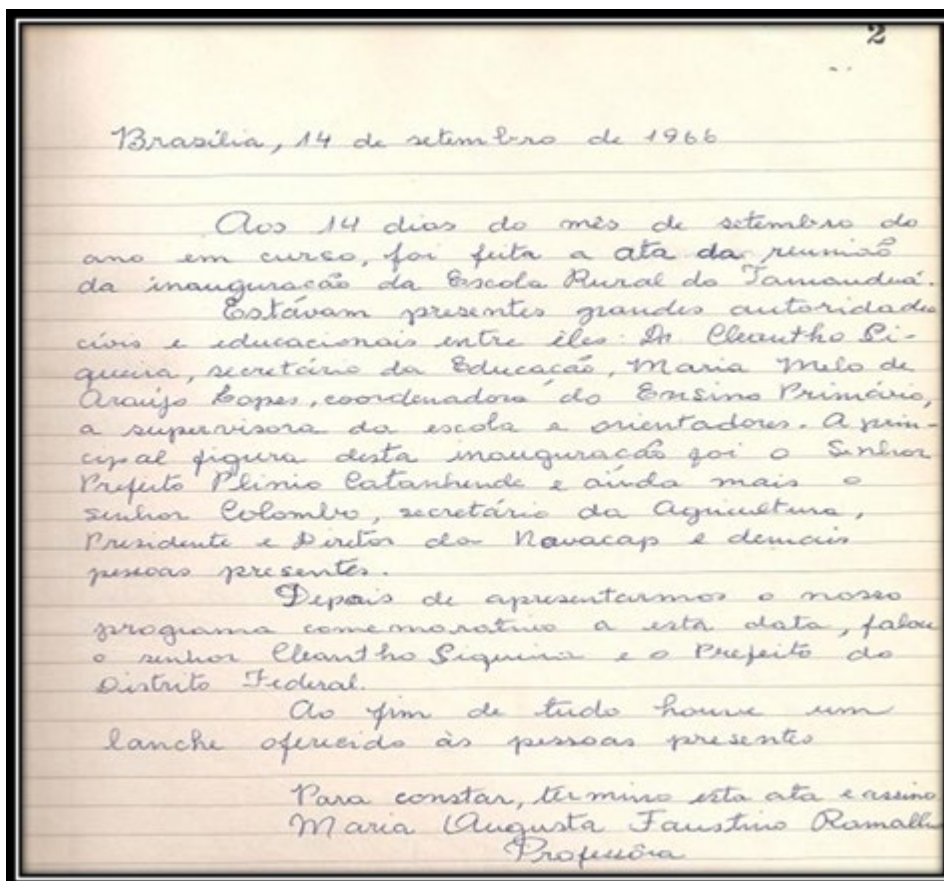 2
Brasília, 14 de setembro de 1966
Aos 14 dias do mês de setembro do
ano em curso, foi feita a ata da reunião
da inauguração da Escola Rural do Tamanduá.
Estávam presentes grandes autoridades
civis e educacionais entre êles: Dr Cleantho Si-
queira, secretário da Educação, Maria Melo de
Araújo Lopes, coordenadora do Ensino Primário,
a supervisora da escola e orientadores. A prin-
cipal figura desta inauguração foi o Senhor
Prefeito Plinio Catanhende e ainda mais o
senhor Colombo, secretário da Agricultura,
Presidente e Diretor da Navacap e demais
pessoas presentes.
Depois de apresentarmos o nosso
programa comemorativo a esta data, falou
o senhor Cleantho Siqueira e o Prefeito do
Distrito Federal.
Ao fim de tudo houve um
lanche oferecido às pessoas presentes
Para constar, termino esta ata e assino
Maria Augusta Faustino Ramalho
Professôra